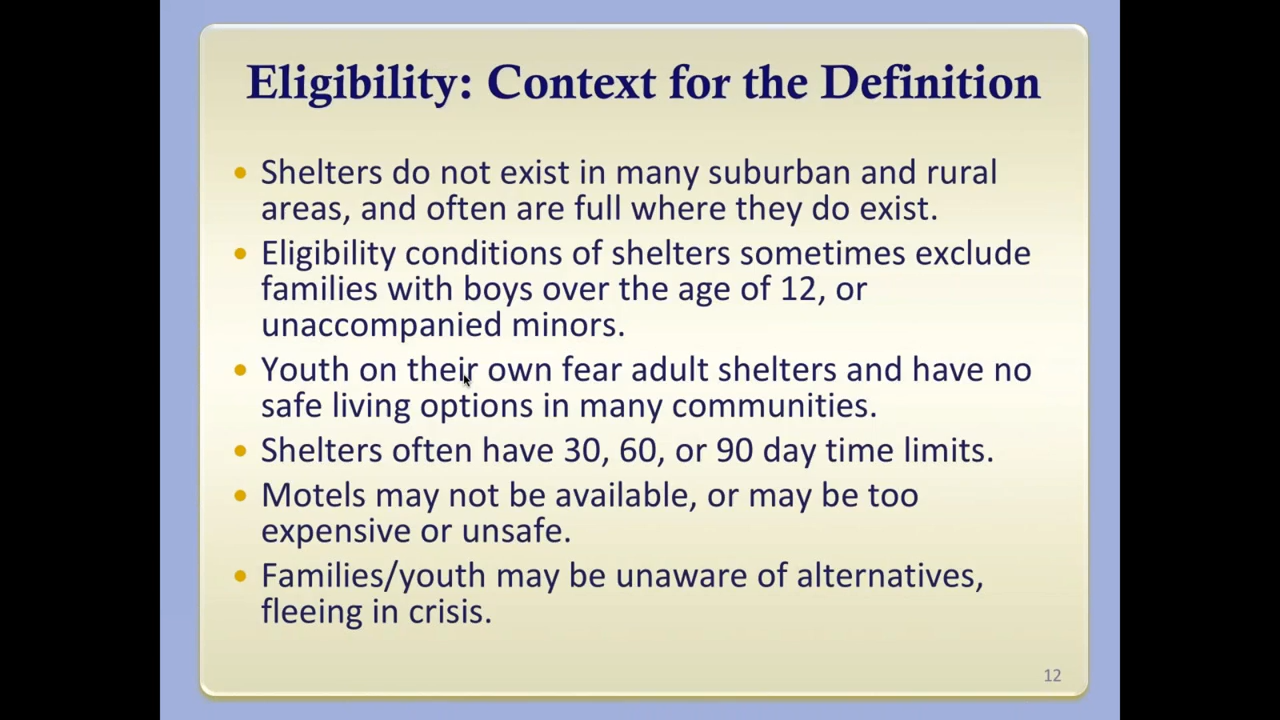 Eligibility: Context for the Definition
• Shelters do not exist in many suburban and rural
areas, and often are full where they do exist.
• Eligibility conditions of shelters sometimes exclude
families with boys over the age of 12, or
unaccompanied minors.
• Youth on their own fear adult shelters and have no
safe living options in many communities.
• Shelters often have 30, 60, or 90 day time limits.
• Motels may not be available, or may be too
expensive or unsafe.
• Families/youth may be unaware of alternatives,
fleeing in crisis.
12